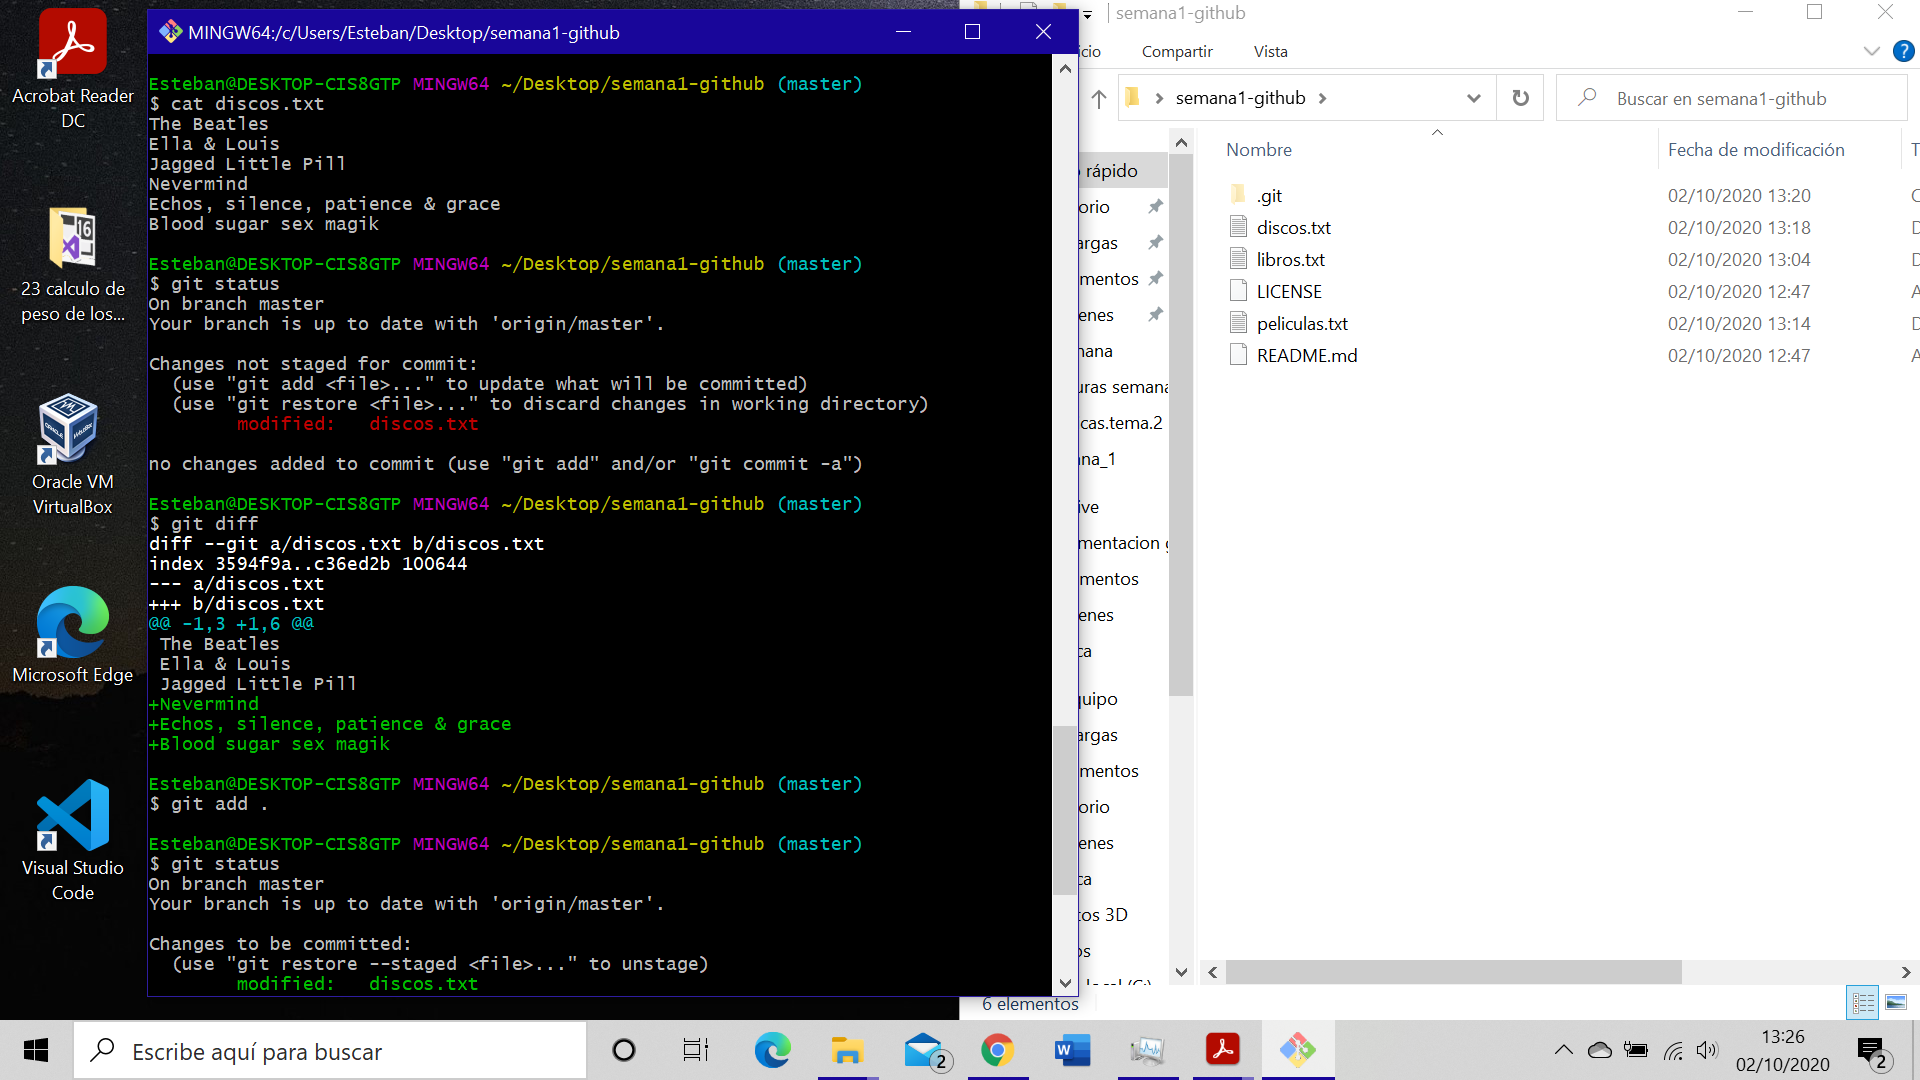 Acrobat Reader
DC
23 calculo de
peso de los...
Oracle VM
VirtualBox
Microsoft Edge
Visual Studio
Code
MINGW64:/c/Users/Esteban/Desktop/semana1-github
Esteban@DESKTOP-CIS8GTP MINGW64 ~/Desktop/semana1-github (master)
$ cat discos.txt
The Beatles
Ella & Louis
Jagged Little Pill
Nevermind
Echos, silence, patience & grace
Blood sugar sex magik
Esteban@DESKTOP-CIS8GTP MINGW64 ~/Desktop/semana1-github (master)
$ git status
On branch master
Your branch is up to date with 'origin/master'.
Changes not staged for commit:
(use "git add <file>..." to update what will be committed)
(use "git restore <file>..." to discard changes in working directory)
modified: discos.txt
no changes added to commit (use "git add" and/or "git commit -a")
Esteban@DESKTOP-CIS8GTP MINGW64 ~/Desktop/semana1-github (master)
$ git diff
diff --git a/discos.txt b/discos.txt
index 3594f9a..c36ed2b 100644
--- a/discos.txt
+++ b/discos.txt
@@ -1,3 +1,6 @@
The Beatles
Ella & Louis
Jagged Little Pill
+Nevermind
+Echos, silence, patience & grace
+Blood sugar sex magik
Esteban@DESKTOP-CIS8GTP MINGW64 ~/Desktop/semana1-github (master)
$ git add .
Esteban@DESKTOP-CIS8GTP MINGW64 ~/Desktop/semana1-github (master)
$ git status
On branch master
Your branch is up to date with 'origin/master'.
Changes to be committed:
(use "git restore --staged <file>..." to unstage)
modified: discos.txt
semana1-github
cio Compartir Vista
semana1-github
Buscar en semana1-github
rápido
orio
argas
mentos
enes
mana
uras semana
cas.tema.2
na_1
ive
mentacion g
mentos
enes
ca
quipo
argas
mentos
orio
enes
ca
tos 3D
os
local (C:)
Nombre Fecha de modificación T
.git 02/10/2020 13:20 C
discos.txt 02/10/2020 13:18 D
libros.txt 02/10/2020 13:04 D
LICENSE 02/10/2020 12:47 A
peliculas.txt 02/10/2020 13:14 D
README.md 02/10/2020 12:47 A
6 elementos
Escribe aquí para buscar
2
13:26
02/10/2020
2